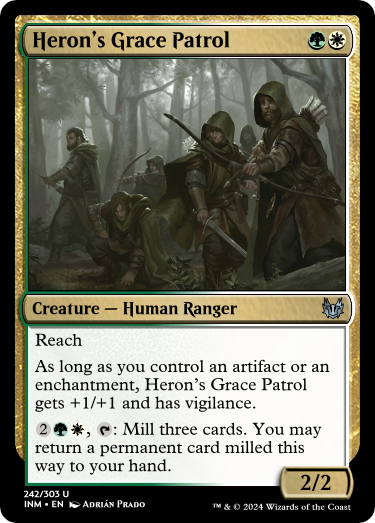 Heron's Grace Patrol
Creature — Human Ranger
Reach
As long as you control an artifact or an
enchantment, Heron's Grace Patrol
gets +1/+1 and has vigilance.
2, : Mill three cards. You may
return a permanent card milled this
way to your hand.
2/2
242/303 U
INM • EN Adrián Prado
™ & © 2024 Wizards of the Coast